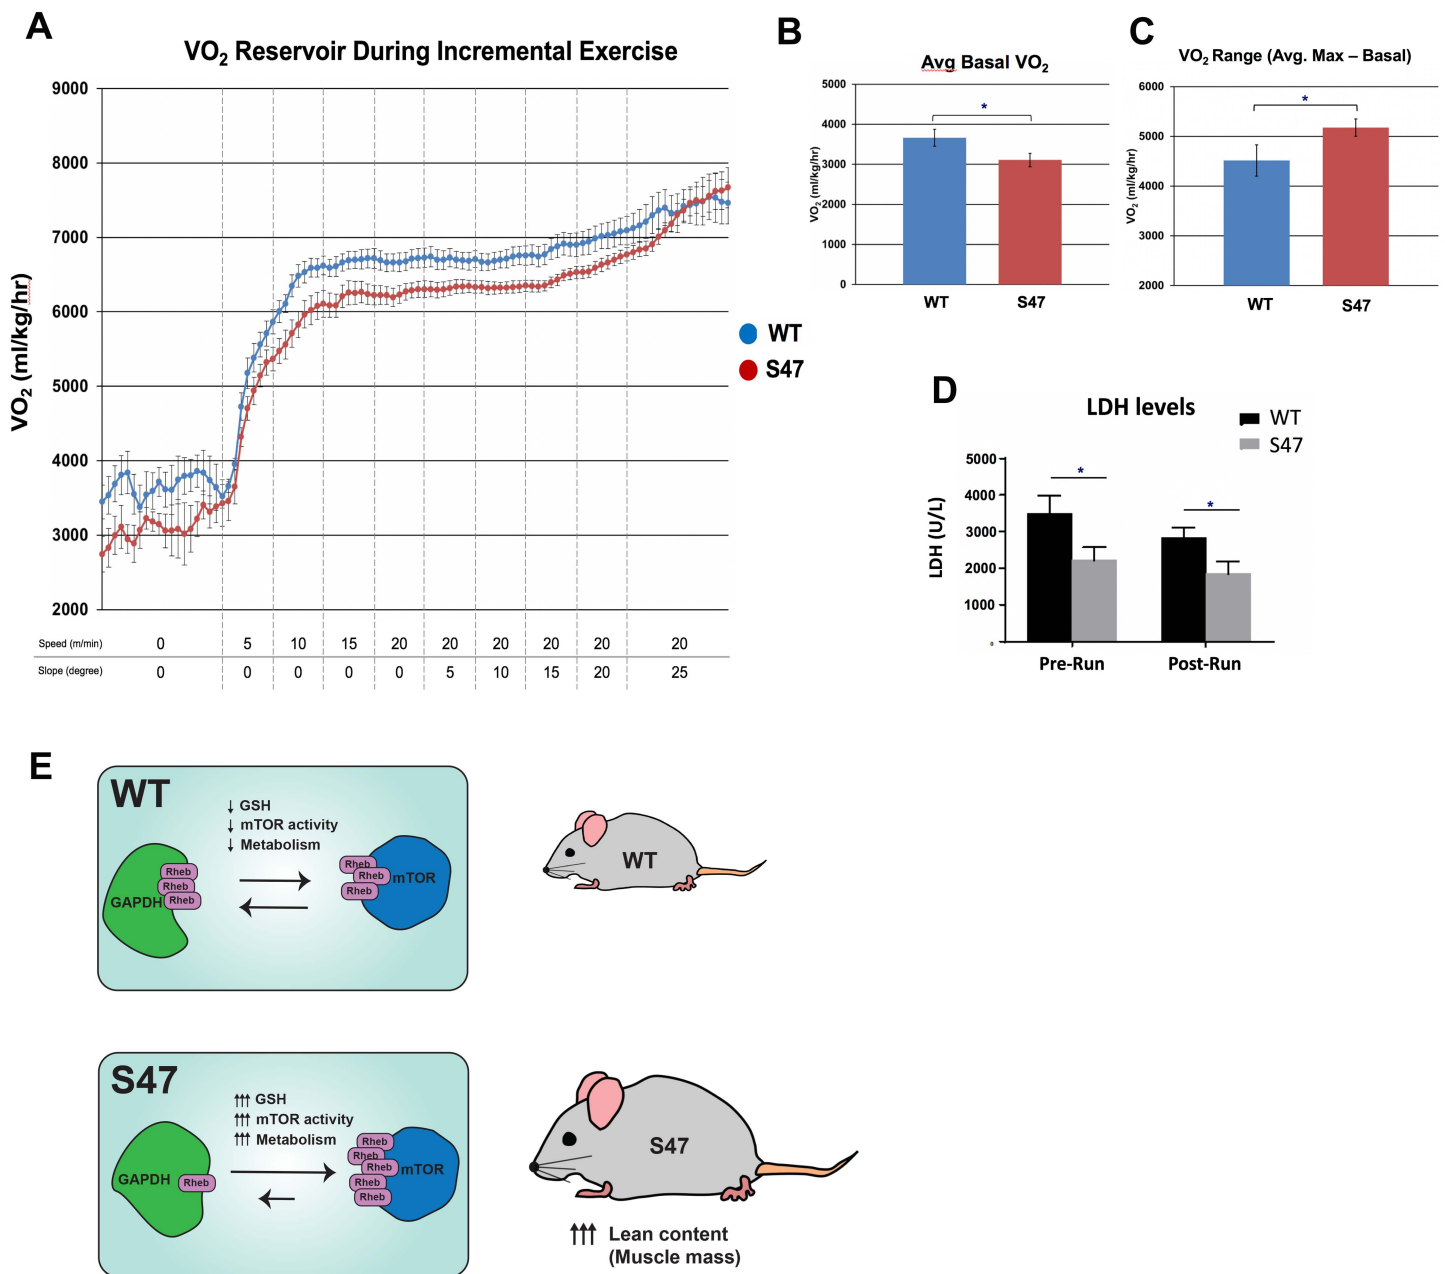 A
VO2 Reservoir During Incremental Exercise
9000
8000
7000
6000
5000
4000
3000
2000
VO2 (ml/kg/hr)
Speed (m/min) 0 5 10 15 20 20 20 20 20 20
Slope (degree) 0 0 0 0 0 5 10 15 20 25
WT
S47
B
Avg Basal VO2
5000
4000
3000
2000
1000
0
VO2 (ml/kg/hr)
*
WT S47
C
VO2 Range (Avg. Max – Basal)
6000
5000
4000
3000
2000
VO2 (ml/kg/hr)
*
WT S47
D
LDH levels
WT
S47
5000
4000
3000
2000
1000
0
LDH (U/L)
* *
Pre-Run Post-Run
E
WT
↓ GSH
↓ mTOR activity
↓ Metabolism
GAPDH
Rheb
Rheb
Rheb
Rheb
Rheb
Rheb
mTOR
WT
S47
↑↑↑ GSH
↑↑↑ mTOR activity
↑↑↑ Metabolism
GAPDH
Rheb
Rheb
Rheb
Rheb
Rheb
Rheb
mTOR
S47
↑↑↑ Lean content
(Muscle mass)